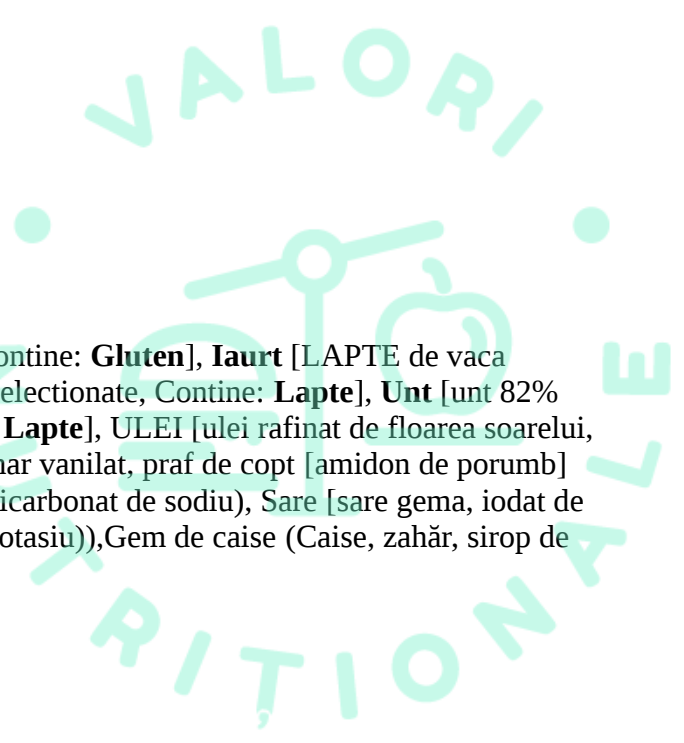 VALORI
ontine: Gluten], Iaurt [LAPTE de vaca
electionate, Contine: Lapte], Unt [unt 82%
Lapte], ULEI [ulei rafinat de floarea soarelui,
ar vanilat, praf de copt [amidon de porumb]
icarbonat de sodiu), Sare [sare gema, iodat de
otasiu)),Gem de caise (Caise, zahăr, sirop de
TRIȚIONALE